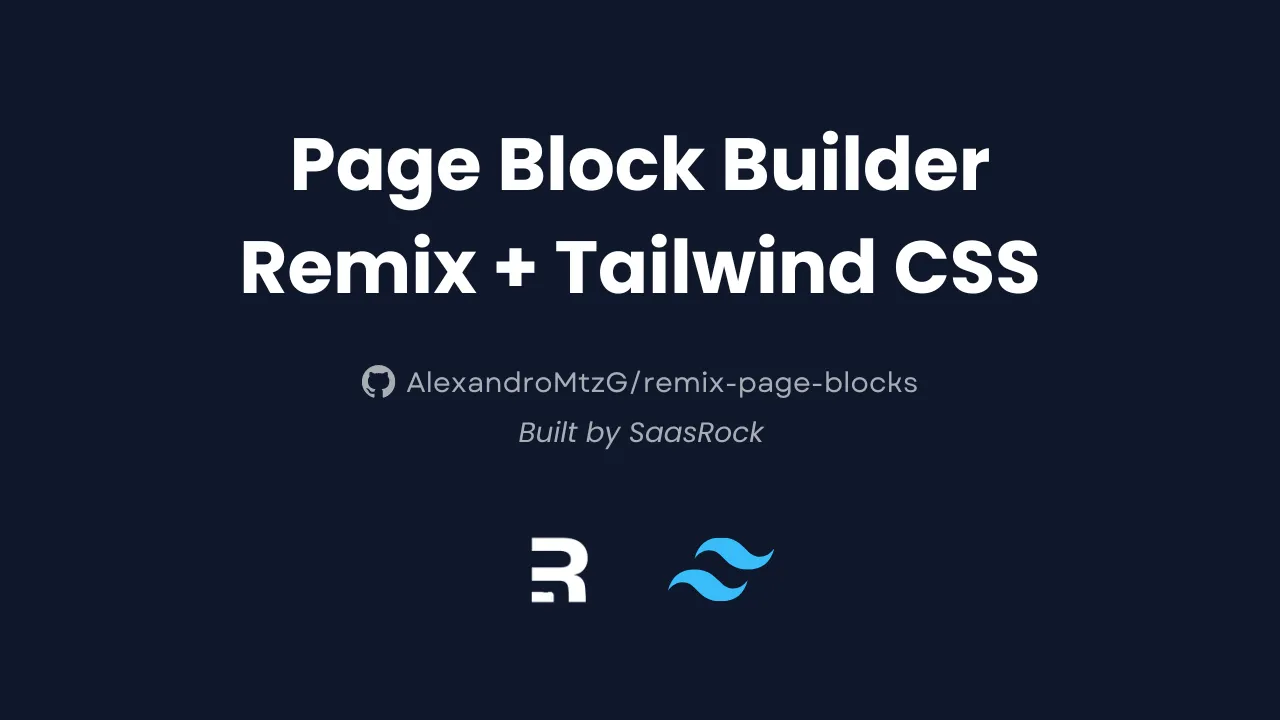 Page Block Builder
Remix + Tailwind CSS
AlexandroMtzG/remix-page-blocks
Built by SaasRock